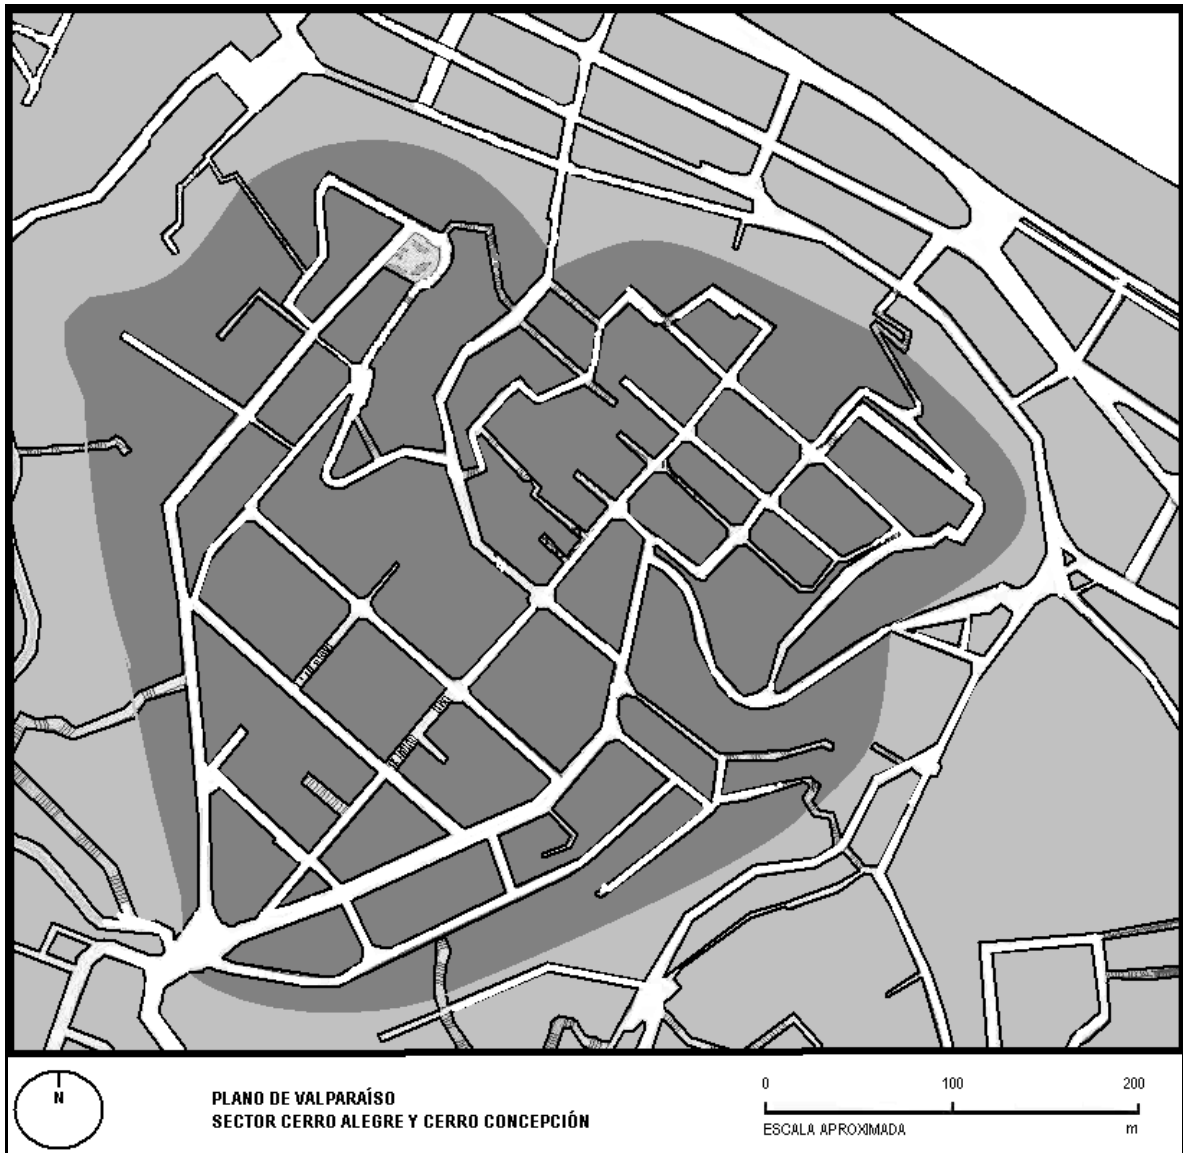 N
PLANO DE VALPARAÍSO
SECTOR CERRO ALEGRE Y CERRO CONCEPCIÓN
0 100 200
ESCALA APROXIMADA m